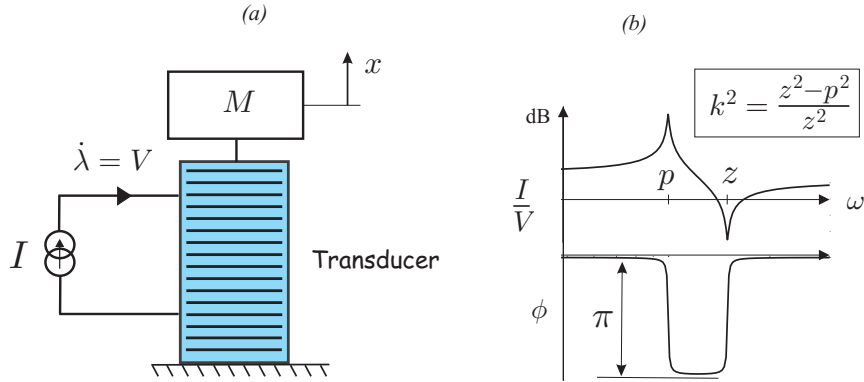 (a)
M
x
λ̇ = V
I
Transducer
(b)
dB
k² = z²−p² / z²
p
z
I/V
ω
ϕ
π